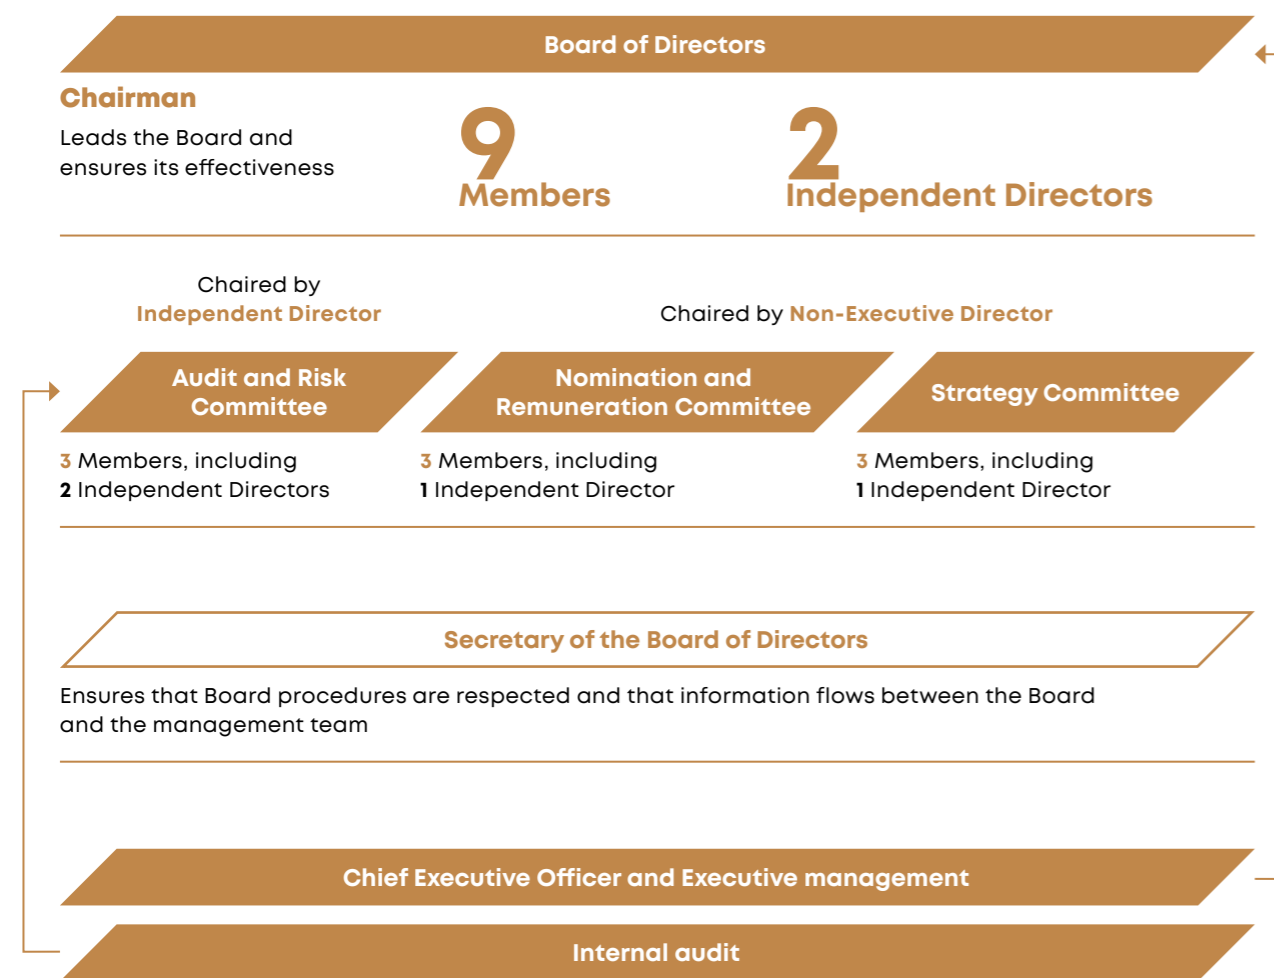 Board of Directors
Chairman
Leads the Board and
ensures its effectiveness
9
Members
2
Independent Directors
Chaired by
Independent Director
Chaired by Non-Executive Director
Audit and Risk
Committee
Nomination and
Remuneration Committee
Strategy Committee
3 Members, including
2 Independent Directors
3 Members, including
1 Independent Director
3 Members, including
1 Independent Director
Secretary of the Board of Directors
Ensures that Board procedures are respected and that information flows between the Board
and the management team
Chief Executive Officer and Executive management
Internal audit